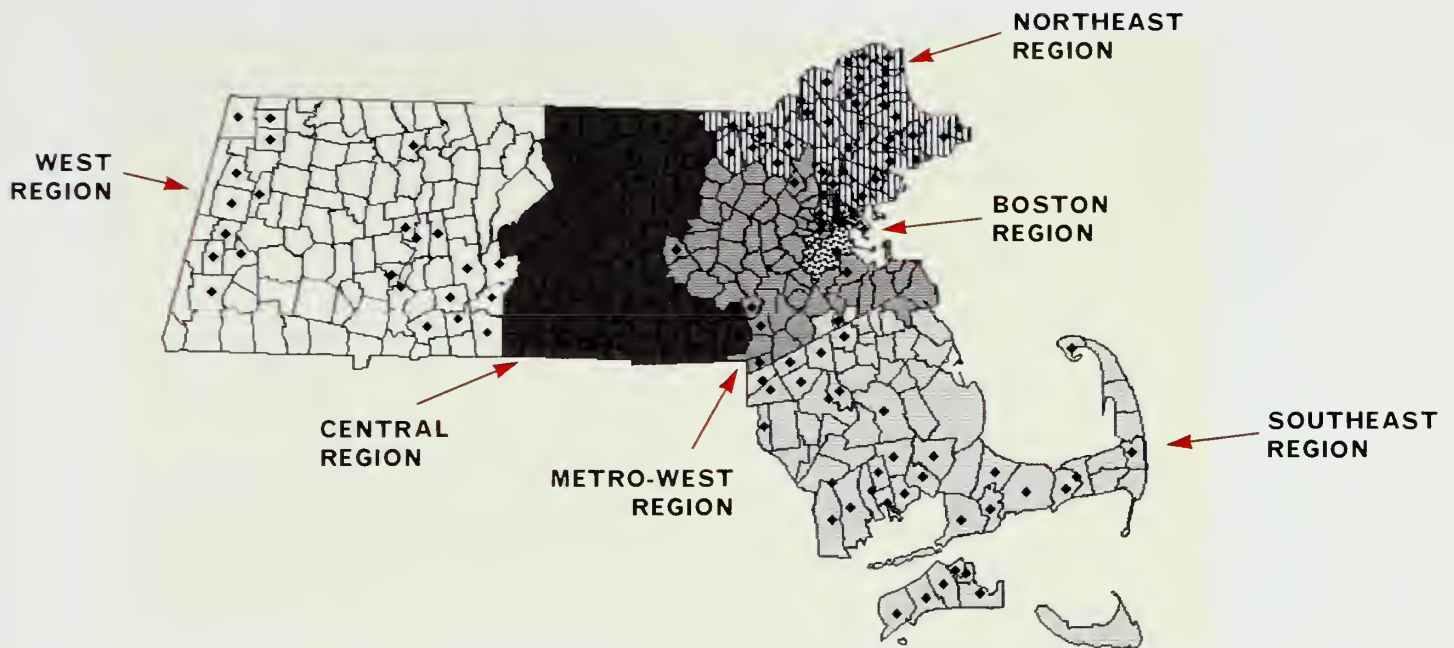 NORTHEAST
REGION
WEST
REGION
BOSTON
REGION
CENTRAL
REGION
METRO-WEST
REGION
SOUTHEAST
REGION